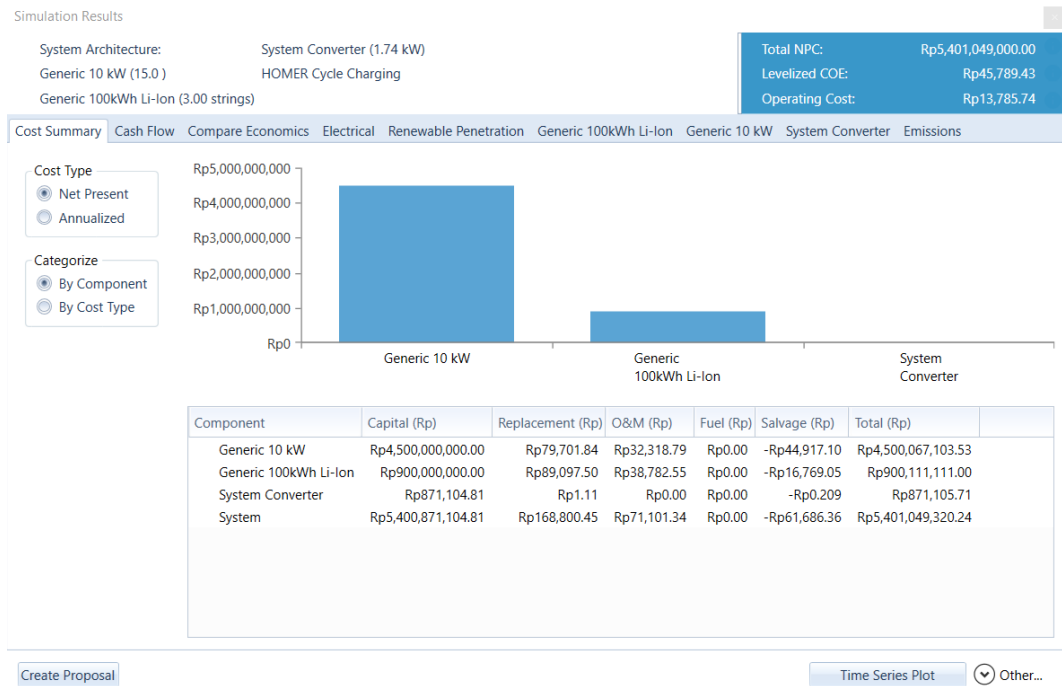 Simulation Results
System Architecture: System Converter (1.74 kW) Total NPC: Rp5,401,049,000.00
Generic 10 kW (15.0 ) HOMER Cycle Charging Levelized COE: Rp45,789.43
Generic 100kWh Li-Ion (3.00 strings) Operating Cost: Rp13,785.74
Cost Summary Cash Flow Compare Economics Electrical Renewable Penetration Generic 100kWh Li-Ion Generic 10 kW System Converter Emissions
Cost Type
Net Present
Annualized
Categorize
By Component
By Cost Type
Rp5,000,000,000
Rp4,000,000,000
Rp3,000,000,000
Rp2,000,000,000
Rp1,000,000,000
Rp0
Generic 10 kW
Generic
100kWh Li-Ion
System
Converter
Component Capital (Rp) Replacement (Rp) O&M (Rp) Fuel (Rp) Salvage (Rp) Total (Rp)
Generic 10 kW Rp4,500,000,000.00 Rp79,701.84 Rp32,318.79 Rp0.00 -Rp44,917.10 Rp4,500,067,103.53
Generic 100kWh Li-Ion Rp900,000,000.00 Rp89,097.50 Rp38,782.55 Rp0.00 -Rp16,769.05 Rp900,111,111.00
System Converter Rp871,104.81 Rp1.11 Rp0.00 Rp0.00 -Rp0.209 Rp871,105.71
System Rp5,400,871,104.81 Rp168,800.45 Rp71,101.34 Rp0.00 -Rp61,686.36 Rp5,401,049,320.24
Create Proposal Time Series Plot Other...